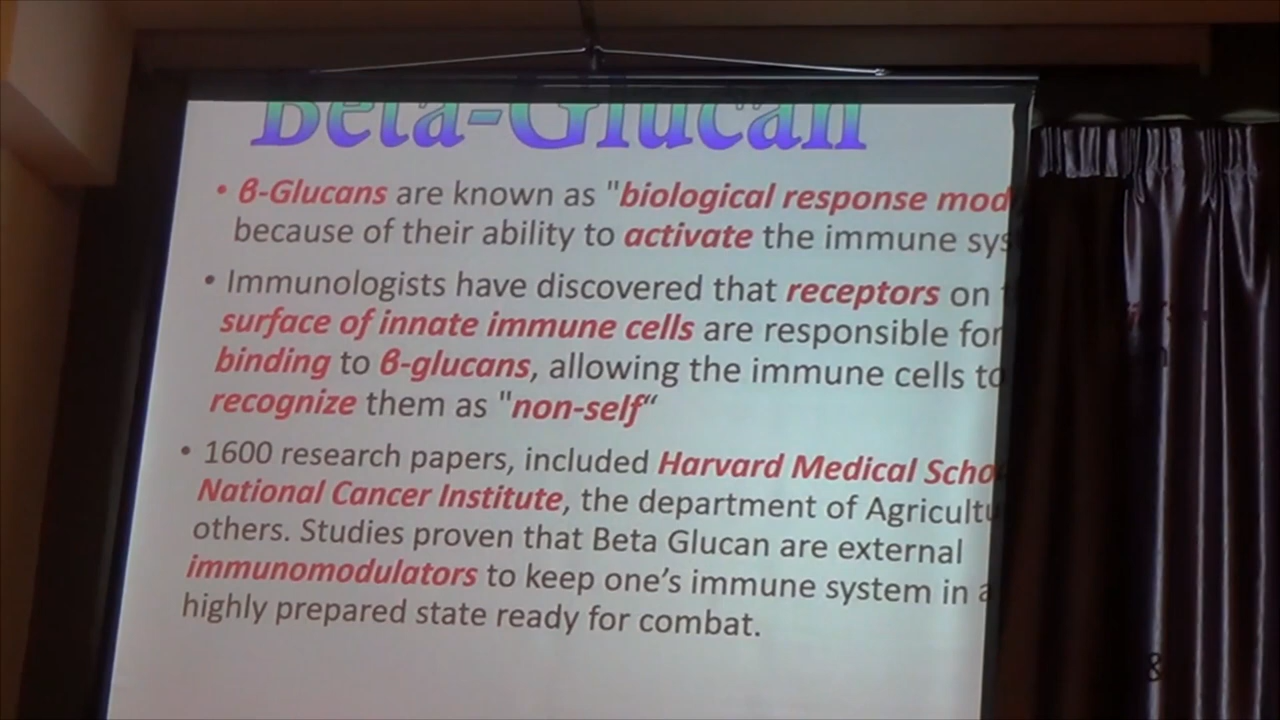 Beta-Glucan
• β-Glucans are known as "biological response mod
because of their ability to activate the immune sys
• Immunologists have discovered that receptors on
surface of innate immune cells are responsible for
binding to β-glucans, allowing the immune cells to
recognize them as "non-self“
• 1600 research papers, included Harvard Medical Scho
National Cancer Institute, the department of Agricultu
others. Studies proven that Beta Glucan are external
immunomodulators to keep one’s immune system in a
highly prepared state ready for combat.
&